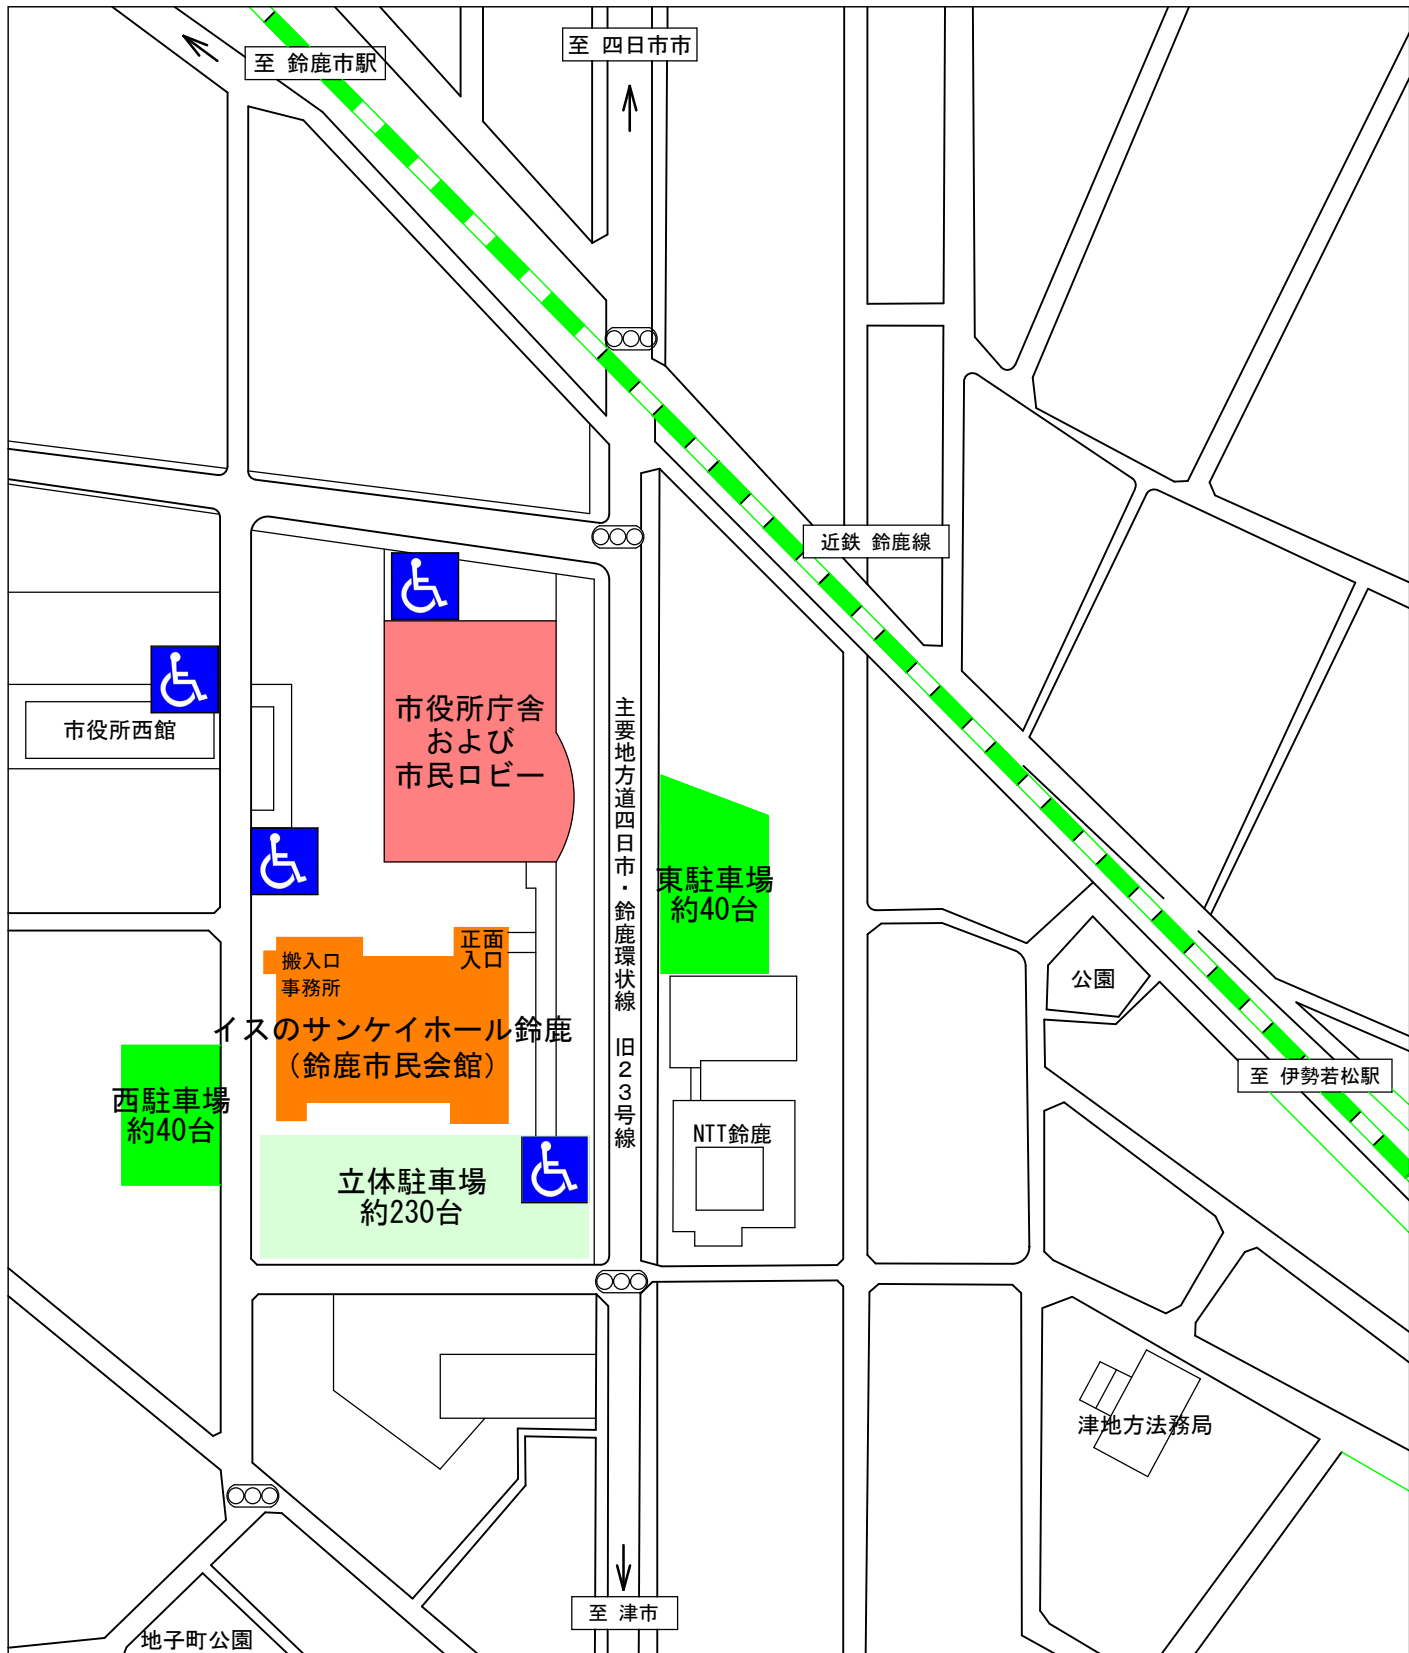 至 鈴鹿市駅
至 四日市市
近鉄 鈴鹿線
市役所庁舎
および
市民ロビー
市役所西館
主要地方道四日市・鈴鹿環状線 旧23号線
東駐車場
約40台
正面
入口
搬入口
事務所
イスのサンケイホール鈴鹿
(鈴鹿市民会館)
公園
至 伊勢若松駅
西駐車場
約40台
NTT鈴鹿
立体駐車場
約230台
津地方法務局
至 津市
地子町公園